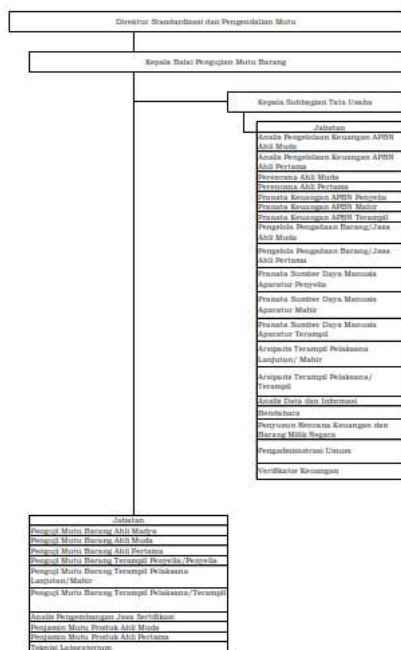 Direktur Standardisasi dan Pengendalian Mutu
Kepala Balai Pengujian Mutu Barang
Kepala Subbagian Tata Usaha
Jabatan
Analis Pengelolaan Keuangan APBN
Ahli Muda
Analis Pengelolaan Keuangan APBN
Ahli Pertama
Perencana Ahli Muda
Perencana Ahli Pertama
Pranata Keuangan APBN Penyelia
Pranata Keuangan APBN Mahir
Pranata Keuangan APBN Terampil
Pengelola Pengadaan Barang/Jasa
Ahli Muda
Pengelola Pengadaan Barang/Jasa
Ahli Pertama
Pranata Sumber Daya Manusia
Aparatur Penyelia
Pranata Sumber Daya Manusia
Aparatur Mahir
Pranata Sumber Daya Manusia
Aparatur Terampil
Arsiparis Terampil Pelaksana
Lanjutan/ Mahir
Arsiparis Terampil Pelaksana/
Terampil
Analis Data dan Informasi
Bendahara
Penyusun Rencana Keuangan dan
Barang Milik Negara
Pengadministrasi Umum
Verifikator Keuangan
Jabatan
Penguji Mutu Barang Ahli Madya
Penguji Mutu Barang Ahli Muda
Penguji Mutu Barang Ahli Pertama
Penguji Mutu Barang Terampil Penyelia/Penyelia
Penguji Mutu Barang Terampil Pelaksana
Lanjutan/Mahir
Penguji Mutu Barang Terampil Pelaksana/Terampil
Analis Pengembangan Jasa Sertifikasi
Penjamin Mutu Produk Ahli Muda
Penjamin Mutu Produk Ahli Pertama
Teknisi Laboratorium